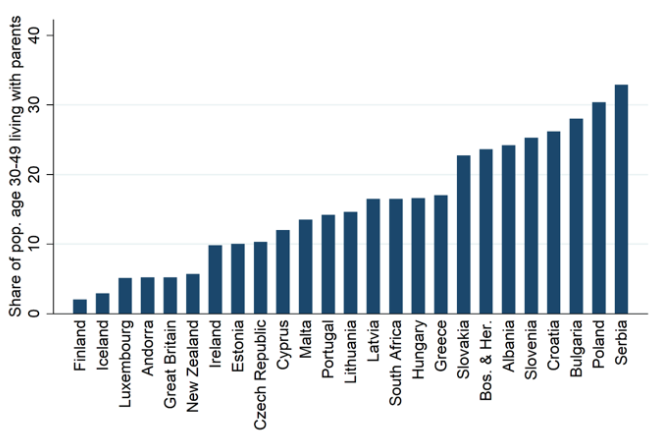 Share of pop. age 30-49 living with parents
40
30
20
10
0
Finland
Iceland
Luxembourg
Andorra
Great Britain
New Zealand
Ireland
Estonia
Czech Republic
Cyprus
Malta
Portugal
Lithuania
Latvia
South Africa
Hungary
Greece
Slovakia
Bos. & Her.
Albania
Slovenia
Croatia
Bulgaria
Poland
Serbia